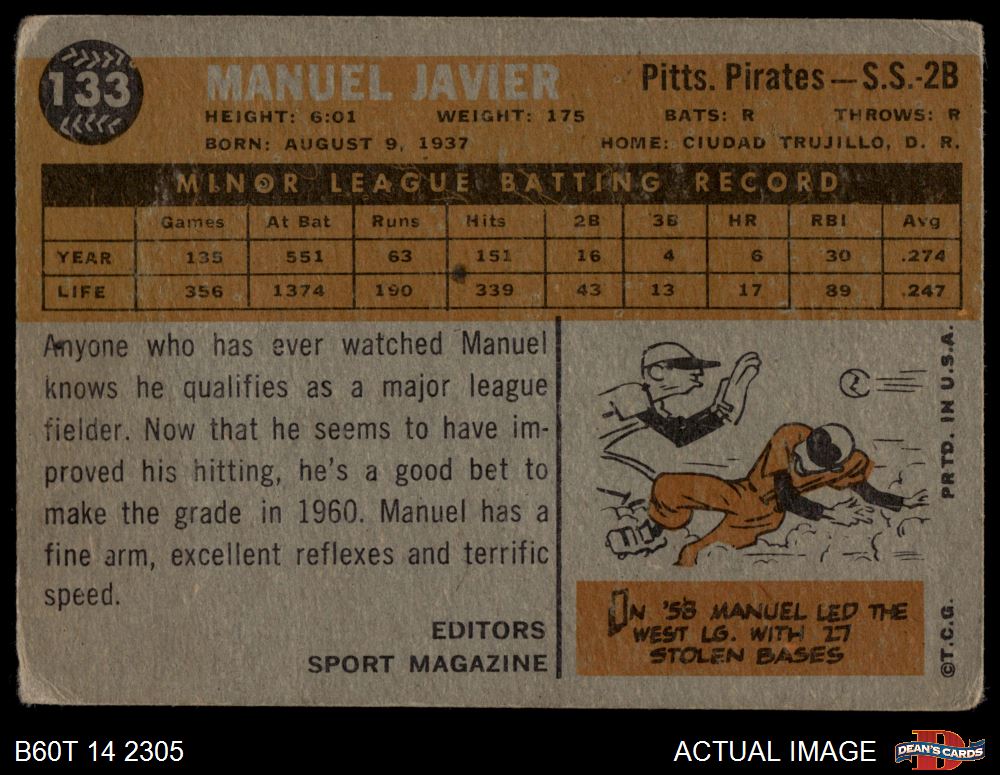 133
MANUEL JAVIER
Pitts. Pirates—S.S.-2B
HEIGHT: 6:01 WEIGHT: 175 BATS: R THROWS: R
BORN: AUGUST 9, 1937 HOME: CIUDAD TRUJILLO, D. R.
MINOR LEAGUE BATTING RECORD
Games At Bat Runs Hits 2B 3B HR RBI Avg
YEAR 135 551 63 151 16 4 6 30 .274
LIFE 356 1374 190 339 43 13 17 89 .247
Anyone who has ever watched Manuel
knows he qualifies as a major league
fielder. Now that he seems to have im-
proved his hitting, he's a good bet to
make the grade in 1960. Manuel has a
fine arm, excellent reflexes and terrific
speed.
EDITORS
SPORT MAGAZINE
IN '58 MANUEL LED THE
WEST LG. WITH 27
STOLEN BASES
PRTD. IN U.S.A.
©T.C.G.
B60T 14 2305
ACTUAL IMAGE
DEAN'S CARDS